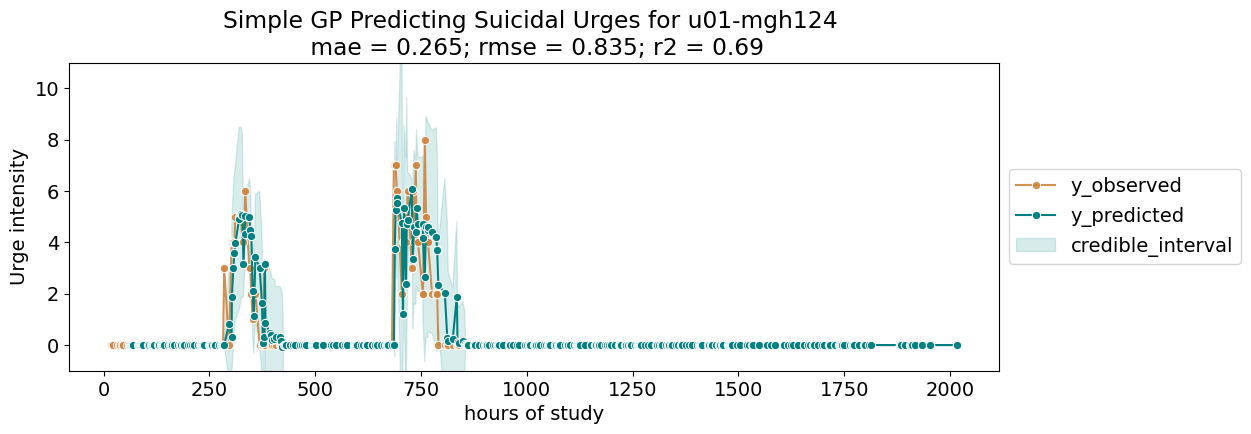 Simple GP Predicting Suicidal Urges for u01-mgh124
mae = 0.265; rmse = 0.835; r2 = 0.69
10
8
6
4
2
0
Urge intensity
0 250 500 750 1000 1250 1500 1750 2000
hours of study
y_observed
y_predicted
credible_interval